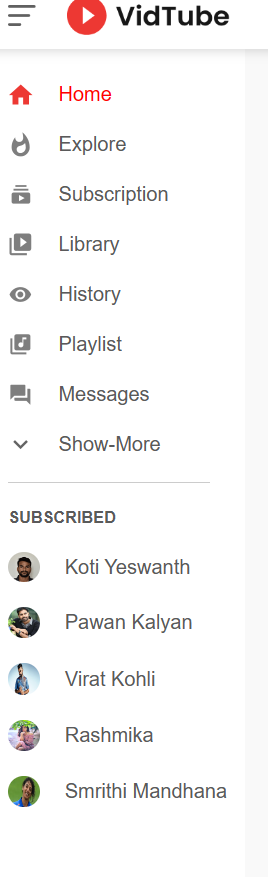 VidTube
Home
Explore
Subscription
Library
History
Playlist
Messages
Show-More
SUBSCRIBED
Koti Yeswanth
Pawan Kalyan
Virat Kohli
Rashmika
Smrithi Mandhana